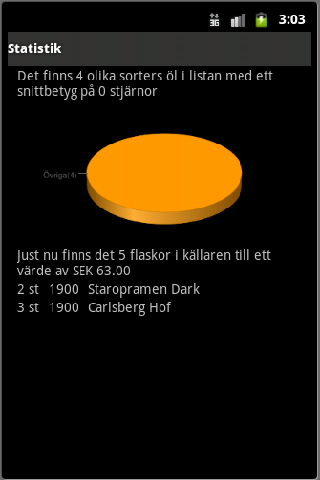 3G
3:03
Statistik
Det finns 4 olika sorters öl i listan med ett
snittbetyg på 0 stjärnor
Övriga(4)
Just nu finns det 5 flaskor i källaren till ett
värde av SEK 63.00
2 st 1900 Staropramen Dark
3 st 1900 Carlsberg Hof